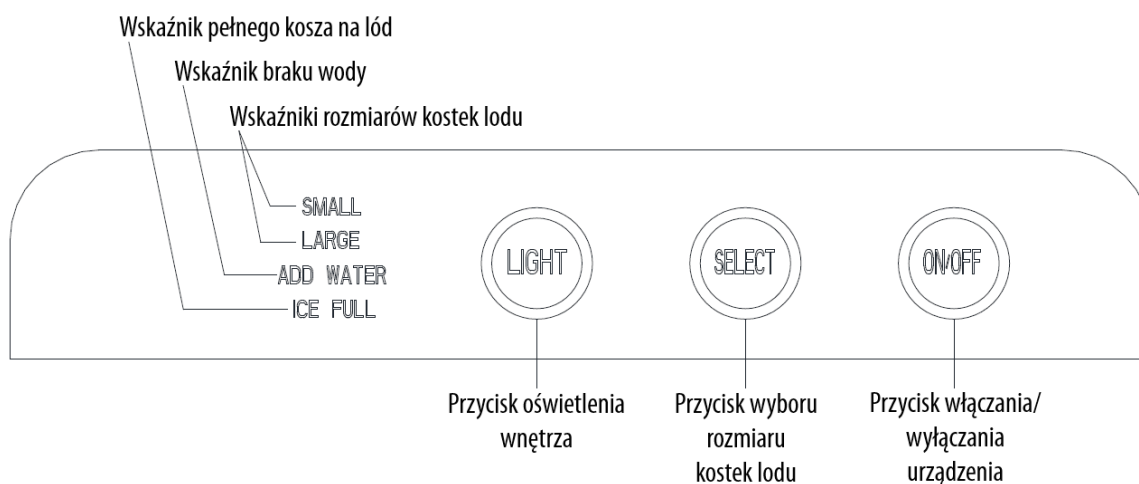 Wskaźnik pełnego kosza na lód
Wskaźnik braku wody
Wskaźniki rozmiarów kostek lodu
SMALL
LARGE
ADD WATER
ICE FULL
LIGHT
SELECT
ON/OFF
Przycisk oświetlenia
wnętrza
Przycisk wyboru
rozmiaru
kostek lodu
Przycisk włączania/
wyłączania
urządzenia